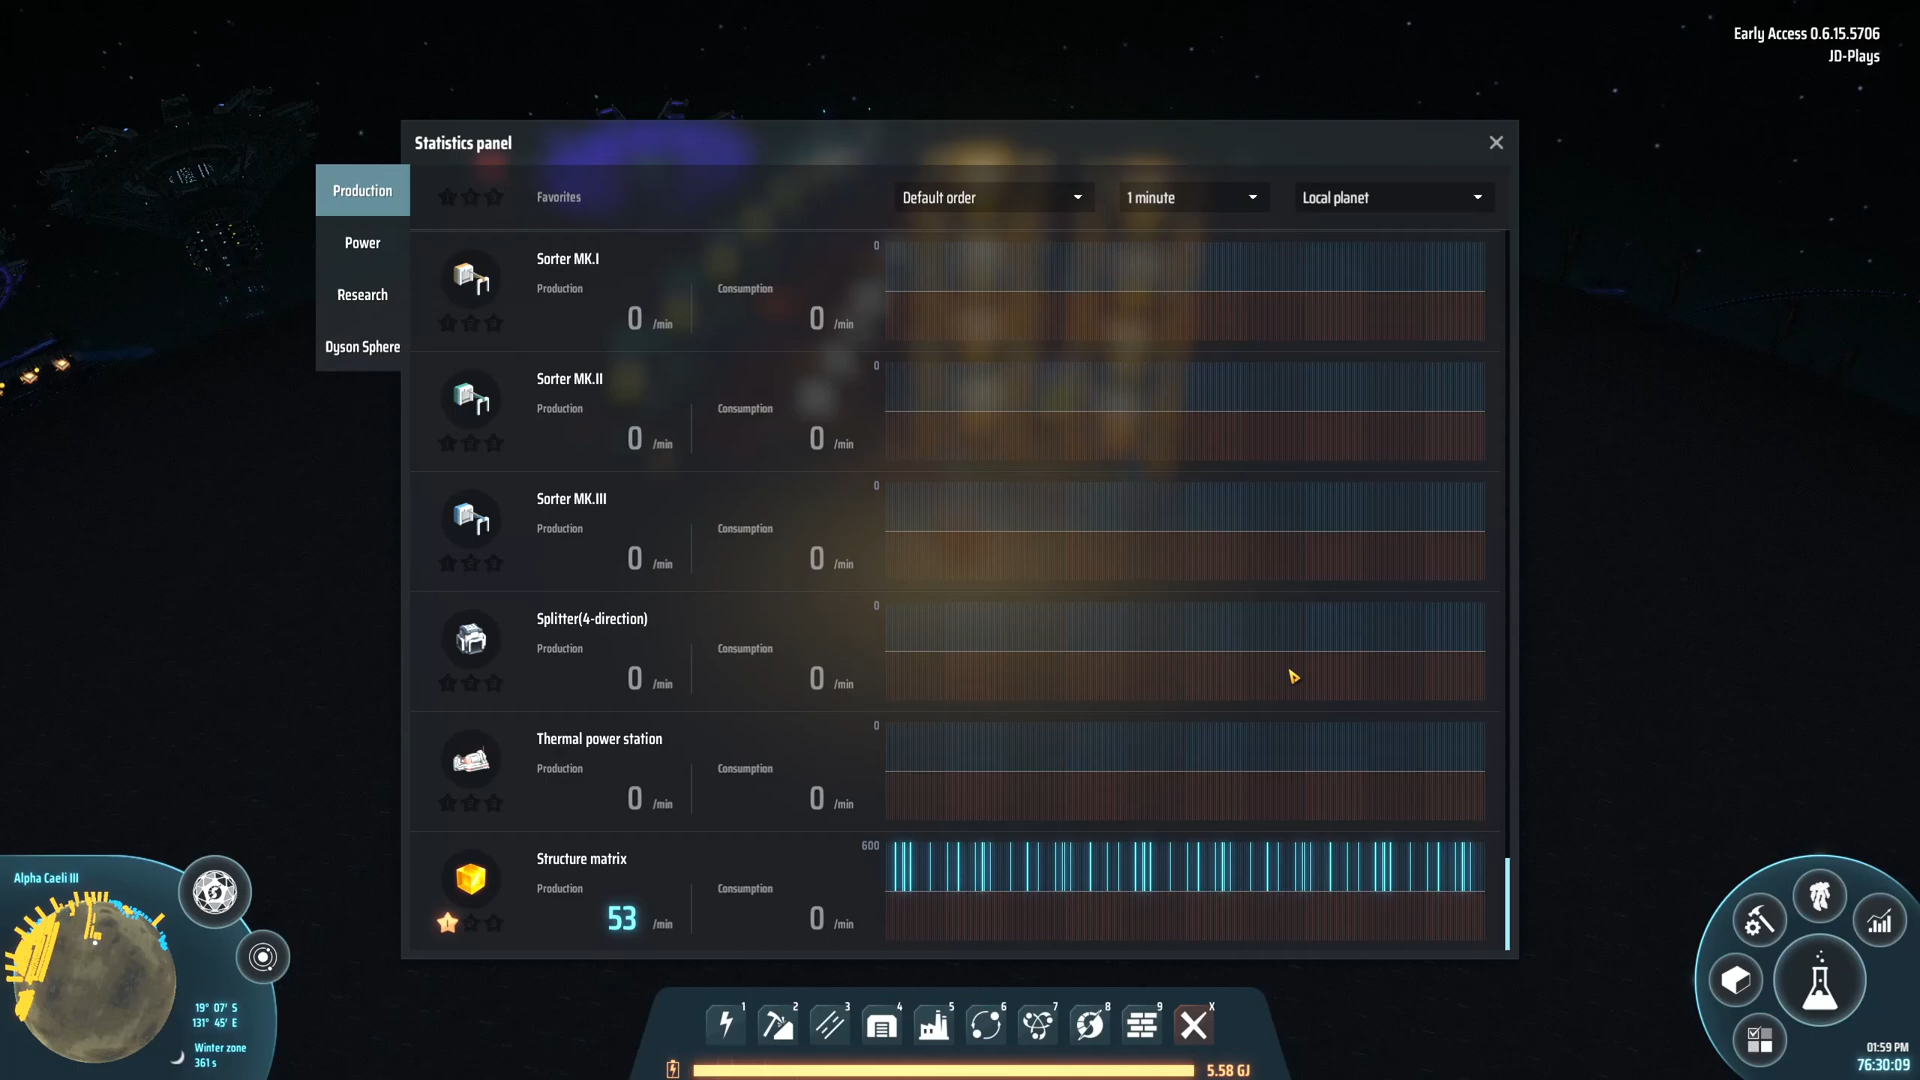 Early Access 0.6.15.5706
JD-Plays
Statistics panel
Production
Power
Research
Dyson Sphere
Favorites
Default order
1 minute
Local planet
Sorter MK.I
Production
Consumption
0 /min
0 /min
0
Sorter MK.II
Production
Consumption
0 /min
0 /min
0
Sorter MK.III
Production
Consumption
0 /min
0 /min
0
Splitter(4-direction)
Production
Consumption
0 /min
0 /min
0
Thermal power station
Production
Consumption
0 /min
0 /min
0
Structure matrix
Production
Consumption
53 /min
0 /min
600
1
Alpha Caeli III
19° 07' S
131° 45' E
Winter zone
361 s
1
2
3
4
5
6
7
8
9
X
5.58 GJ
01:59 PM
76:30:09